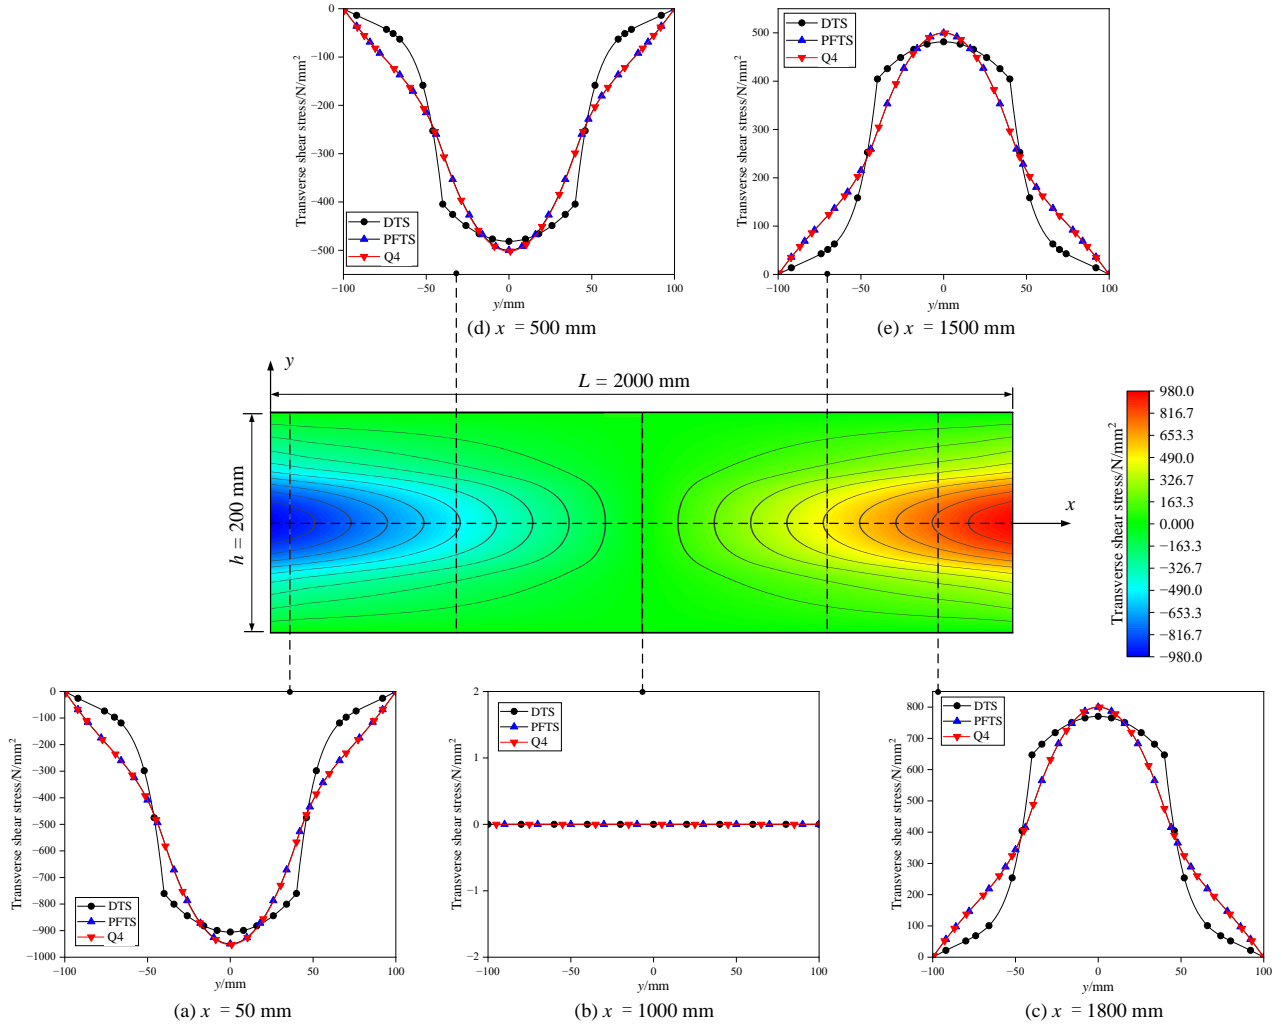 0
−100
−200
−300
−400
−500
Transverse shear stress/N/mm²
DTS
PFTS
Q4
−100
−50
0
50
100
y/mm
(d) x = 500 mm
500
400
300
200
100
0
Transverse shear stress/N/mm²
DTS
PFTS
Q4
−100
−50
0
50
100
y/mm
(e) x = 1500 mm
y
L = 2000 mm
h = 200 mm
x
Transverse shear stress/N/mm²
980.0
816.7
653.3
490.0
326.7
163.3
0.000
−163.3
−326.7
−490.0
−653.3
−816.7
−980.0
0
−100
−200
−300
−400
−500
−600
−700
−800
−900
−1000
Transverse shear stress/N/mm²
DTS
PFTS
Q4
−100
−50
0
50
100
y/mm
(a) x = 50 mm
2
1
0
−1
−2
Transverse shear stress/N/mm²
DTS
PFTS
Q4
−100
−50
0
50
100
y/mm
(b) x = 1000 mm
800
700
600
500
400
300
200
100
0
Transverse shear stress/N/mm²
DTS
PFTS
Q4
−100
−50
0
50
100
y/mm
(c) x = 1800 mm